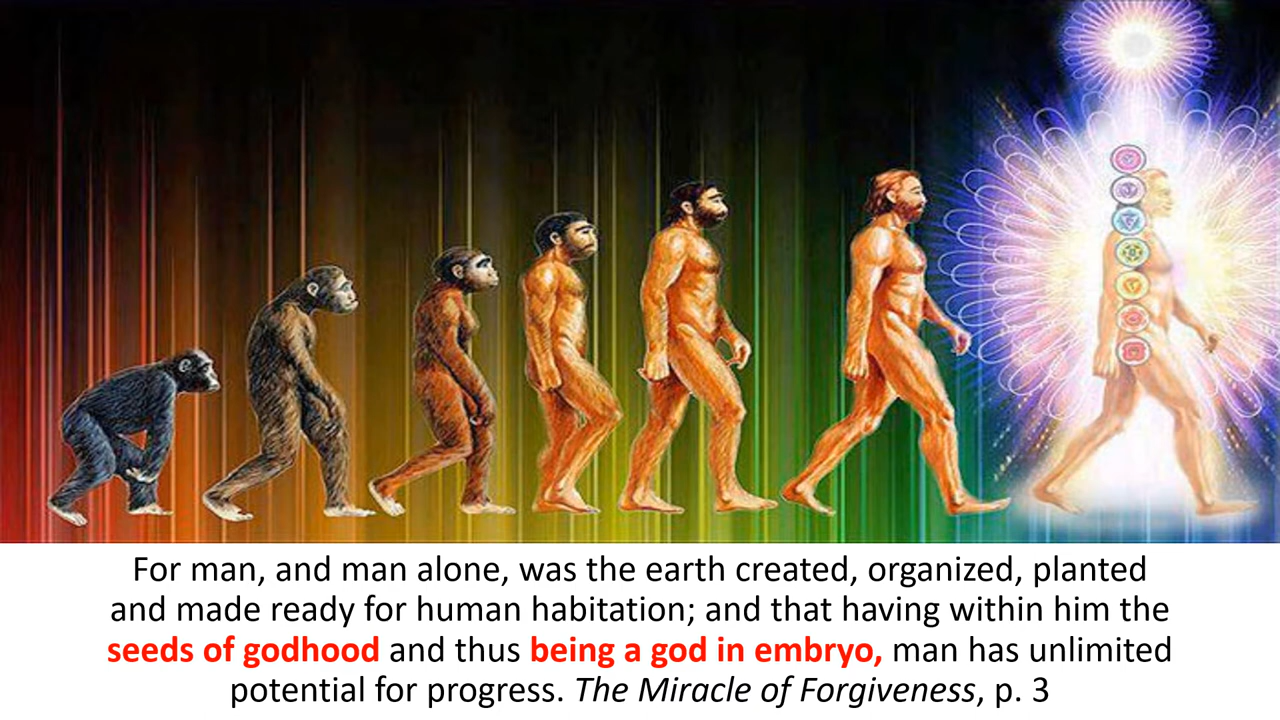 For man, and man alone, was the earth created, organized, planted
and made ready for human habitation; and that having within him the
seeds of godhood and thus being a god in embryo, man has unlimited
potential for progress. The Miracle of Forgiveness, p. 3